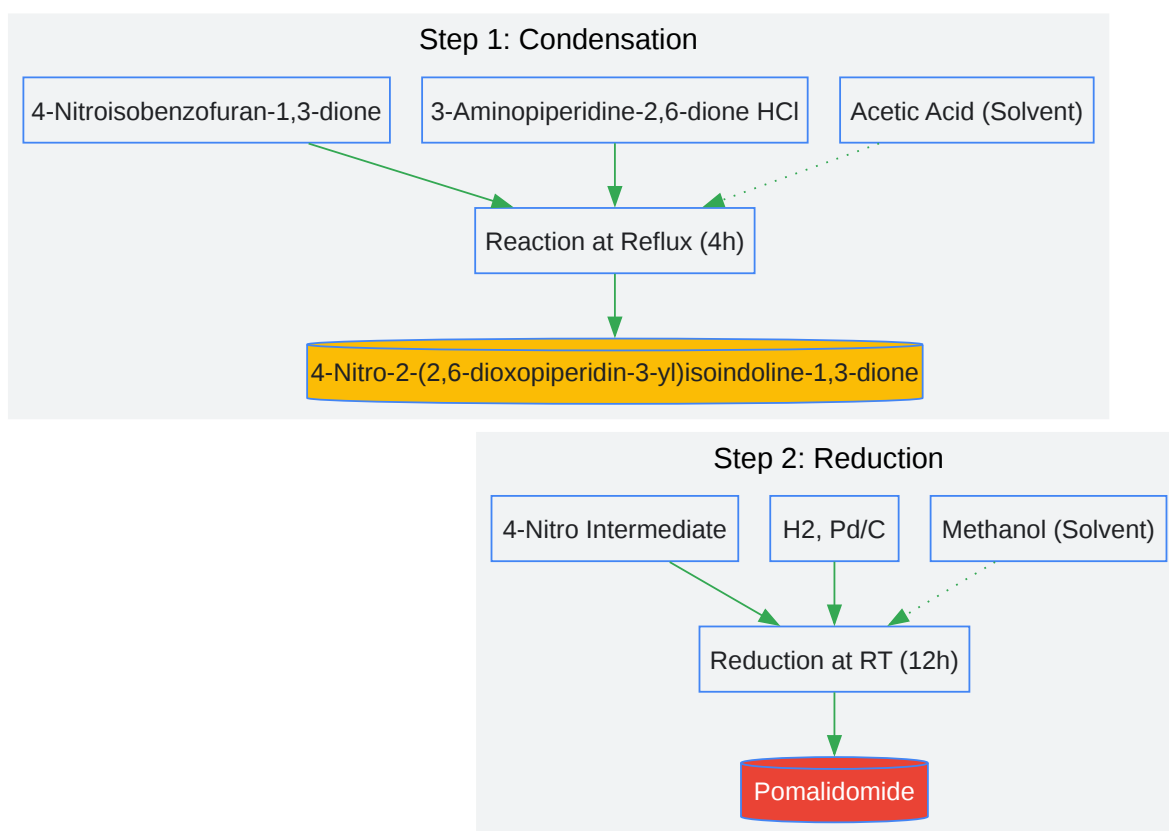 Step 1: Condensation
4-Nitroisobenzofuran-1,3-dione
3-Aminopiperidine-2,6-dione HCl
Acetic Acid (Solvent)
Reaction at Reflux (4h)
4-Nitro-2-(2,6-dioxopiperidin-3-yl)isoindoline-1,3-dione
Step 2: Reduction
4-Nitro Intermediate
H2, Pd/C
Methanol (Solvent)
Reduction at RT (12h)
Pomalidomide